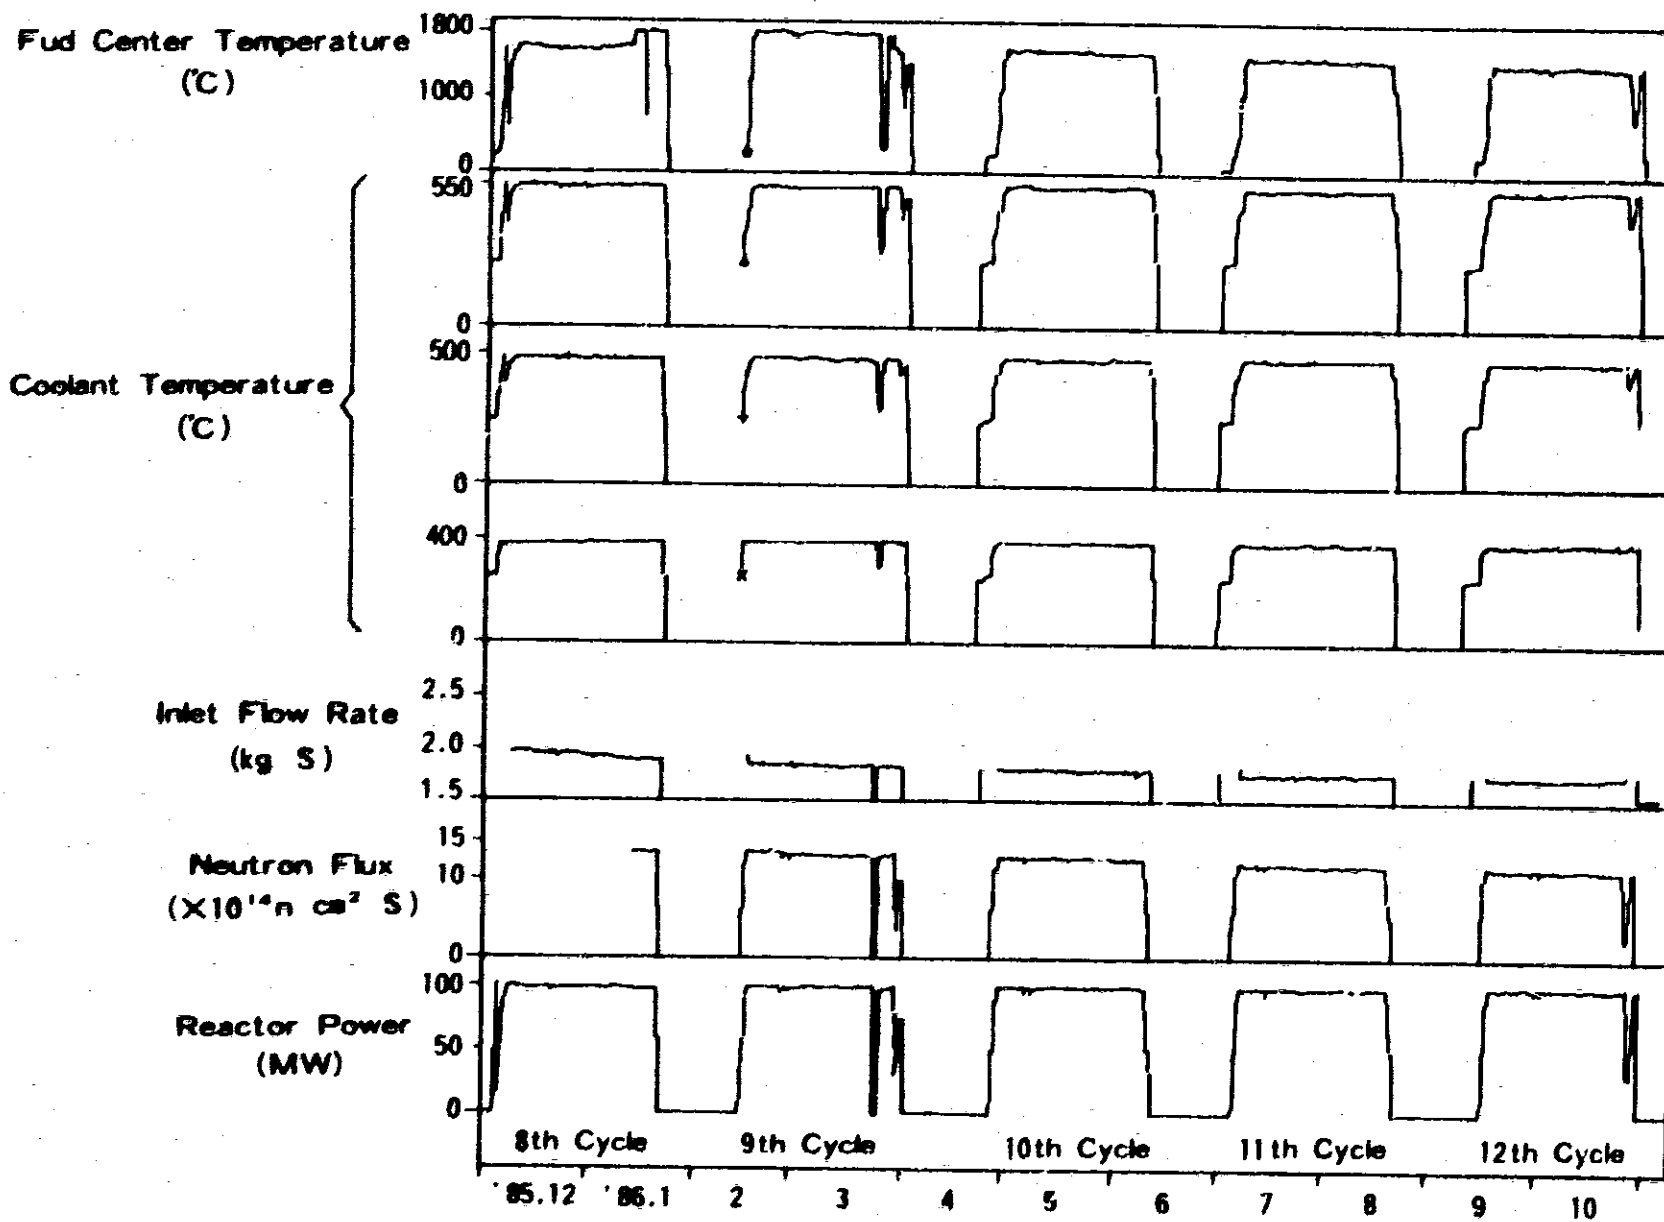 Fud Center Temperature
(°C)
1800
1000
0
550
0
Coolant Temperature
(°C)
500
0
400
0
Inlet Flow Rate
(kg S)
2.5
2.0
1.5
Neutron Flux
(×10¹⁴n cm² S)
15
10
0
Reactor Power
(MW)
100
50
0
8th Cycle 9th Cycle 10th Cycle 11th Cycle 12th Cycle
'85.12 '86.1 2 3 4 5 6 7 8 9 10